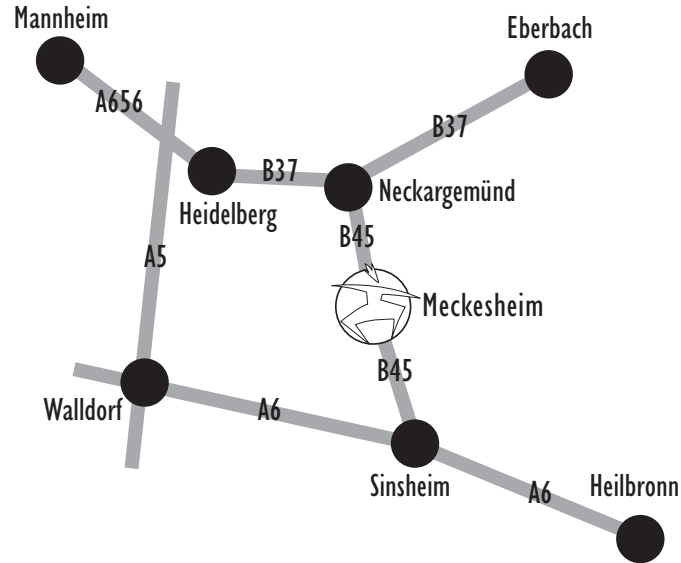 Mannheim
Eberbach
A656
B37
B37
Heidelberg
Neckargemünd
B45
A5
Meckesheim
B45
Walldorf
A6
Sinsheim
Heilbronn
A6